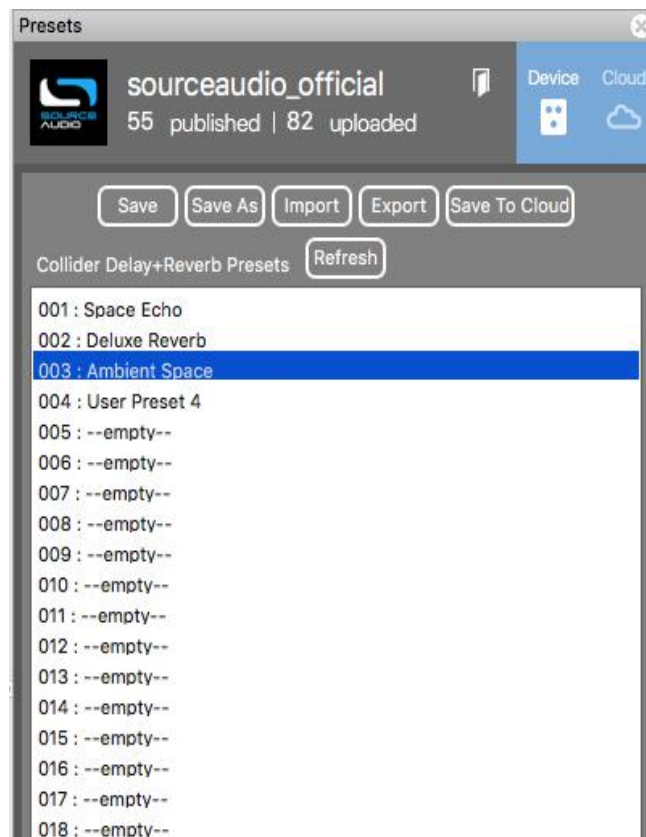 Presets
SOURCE
AUDIO
sourceaudio_official
55 published | 82 uploaded
Device
Cloud
Save
Save As
Import
Export
Save To Cloud
Collider Delay+Reverb Presets
Refresh
001 : Space Echo
002 : Deluxe Reverb
003 : Ambient Space
004 : User Preset 4
005 : --empty--
006 : --empty--
007 : --empty--
008 : --empty--
009 : --empty--
010 : --empty--
011 : --empty--
012 : --empty--
013 : --empty--
014 : --empty--
015 : --empty--
016 : --empty--
017 : --empty--
018 : --empty--